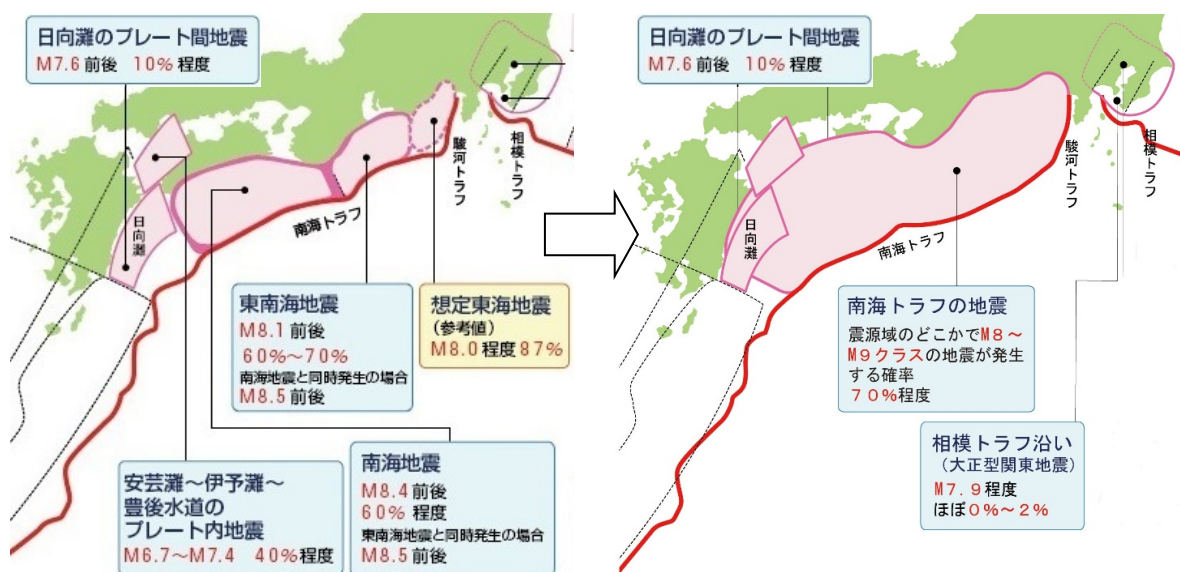 日向灘のプレート間地震
M7.6前後 10%程度
日向灘
南海トラフ
駿河トラフ
相模トラフ
東南海地震
M8.1前後
60%〜70%
南海地震と同時発生の場合
M8.5前後
想定東海地震
(参考値)
M8.0程度87%
安芸灘〜伊予灘〜
豊後水道の
プレート内地震
M6.7〜M7.4 40%程度
南海地震
M8.4前後
60%程度
東南海地震と同時発生の場合
M8.5前後
日向灘のプレート間地震
M7.6前後 10%程度
日向灘
南海トラフ
駿河トラフ
相模トラフ
南海トラフの地震
震源域のどこかでM8〜
M9クラスの地震が発生
する確率
70%程度
相模トラフ沿い
(大正型関東地震)
M7.9程度
ほぼ0%〜2%